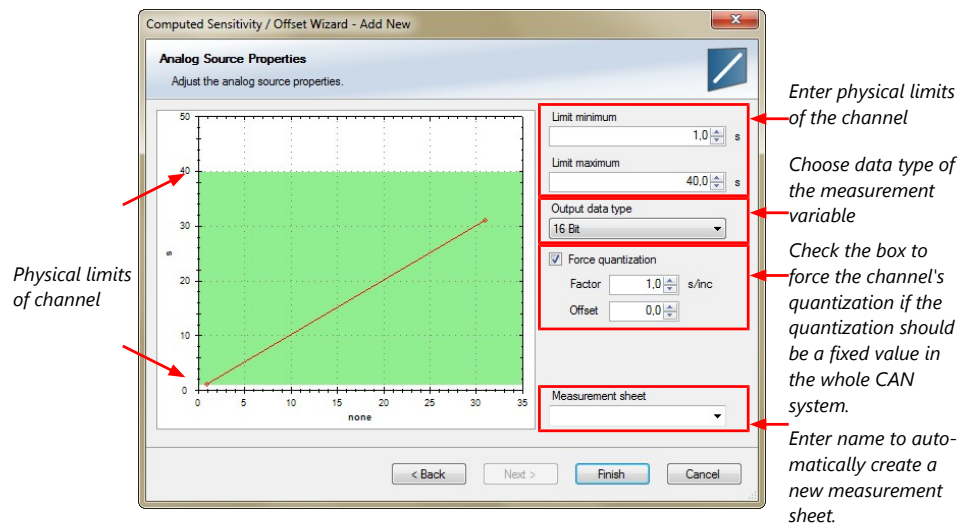 Computed Sensitivity / Offset Wizard - Add New
Analog Source Properties
Adjust the analog source properties.
50
40
30
20
10
0
s
0 5 10 15 20 25 30 35
none
Limit minimum
1,0 s
Limit maximum
40,0 s
Output data type
16 Bit
Force quantization
Factor 1,0 s/inc
Offset 0,0
Measurement sheet
< Back Next > Finish Cancel
Physical limits
of channel
Enter physical limits
of the channel
Choose data type of
the measurement
variable
Check the box to
force the channel's
quantization if the
quantization should
be a fixed value in
the whole CAN
system.
Enter name to auto-
matically create a
new measurement
sheet.